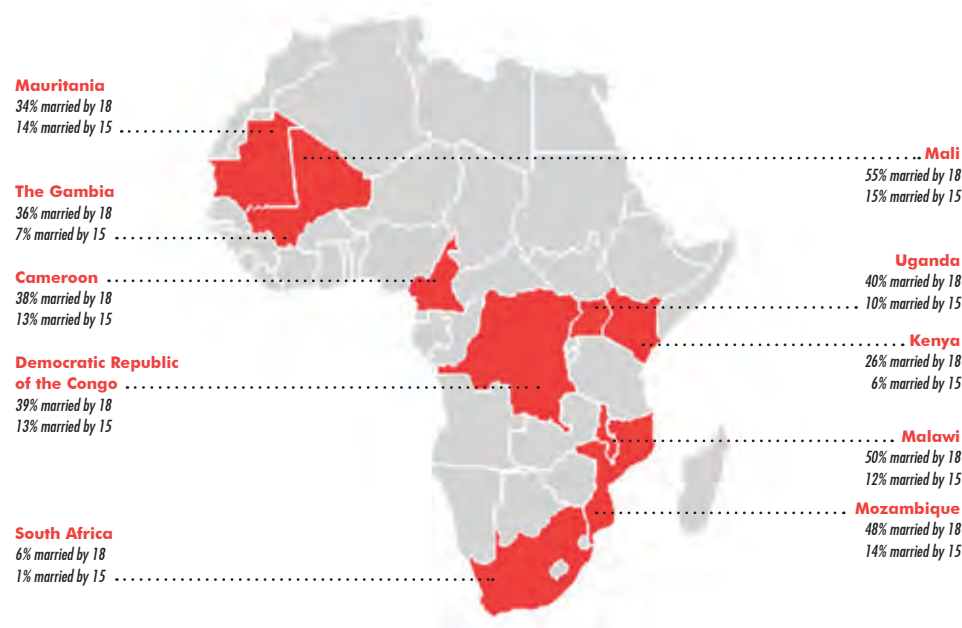 Mauritania
34% married by 18
14% married by 15
The Gambia
36% married by 18
7% married by 15
Cameroon
38% married by 18
13% married by 15
Democratic Republic
of the Congo
39% married by 18
13% married by 15
South Africa
6% married by 18
1% married by 15
Mali
55% married by 18
15% married by 15
Uganda
40% married by 18
10% married by 15
Kenya
26% married by 18
6% married by 15
Malawi
50% married by 18
12% married by 15
Mozambique
48% married by 18
14% married by 15